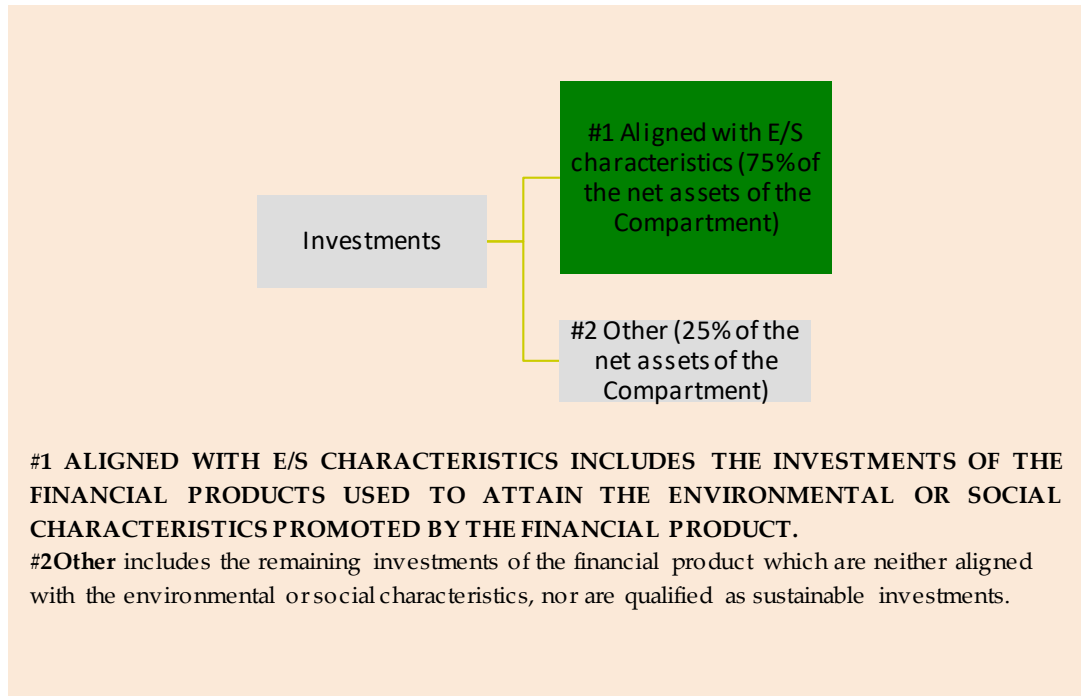 #1 Aligned with E/S
characteristics (75% of
the net assets of the
Compartment)
Investments
#2 Other (25% of the
net assets of the
Compartment)
#1 ALIGNED WITH E/S CHARACTERISTICS INCLUDES THE INVESTMENTS OF THE
FINANCIAL PRODUCTS USED TO ATTAIN THE ENVIRONMENTAL OR SOCIAL
CHARACTERISTICS PROMOTED BY THE FINANCIAL PRODUCT.
#2Other includes the remaining investments of the financial product which are neither aligned
with the environmental or social characteristics, nor are qualified as sustainable investments.